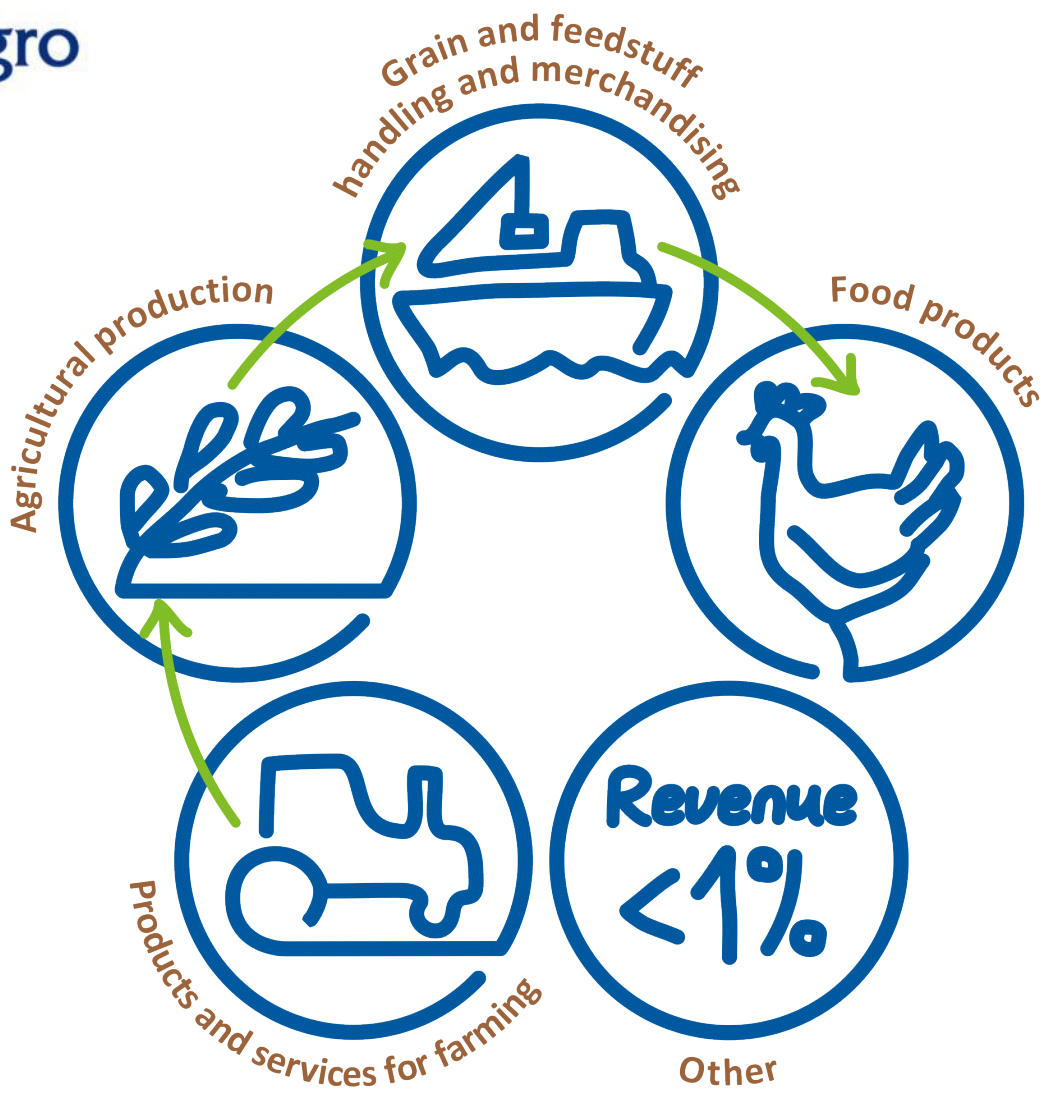 gro
Grain and feedstuff
handling and merchandising
Agricultural production
Food products
Products and services for farming
Revenue
<1%
Other